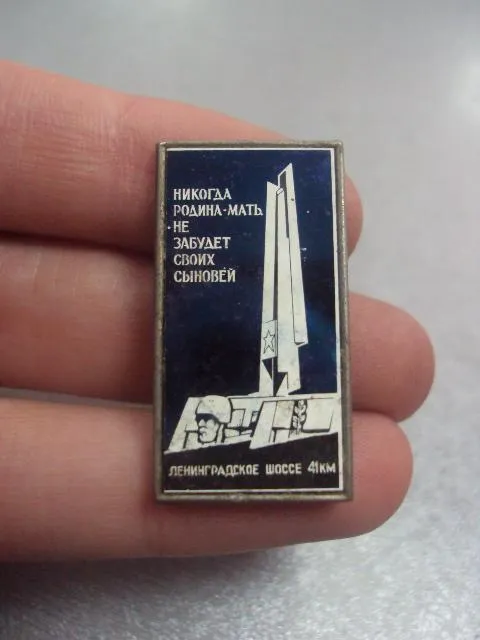 НИКОГДА
РОДИНА-МАТЬ
НЕ
ЗАБУДЕТ
СВОИХ
СЫНОВЕЙ
ЛЕНИНГРАДСКОЕ ШОССЕ 41КМ